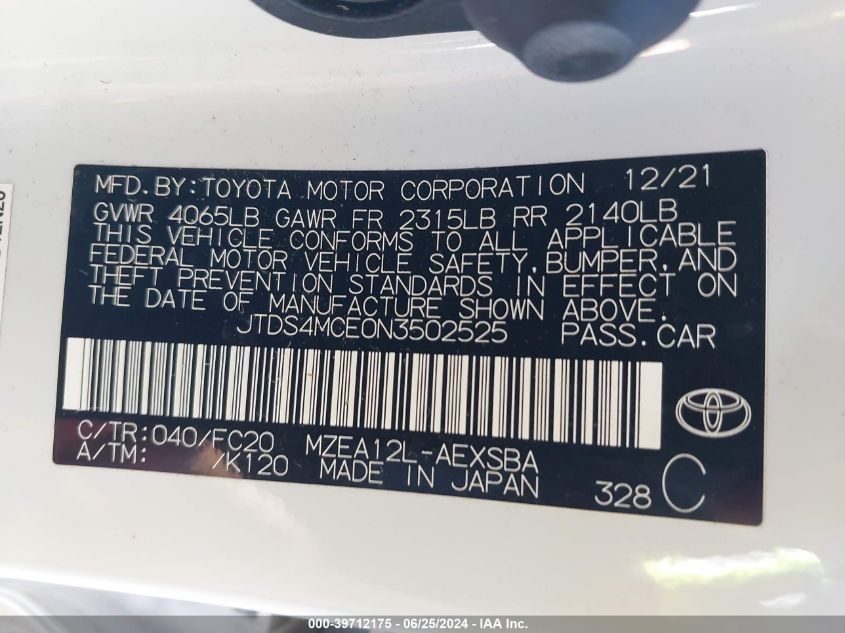 MFD.BY:TOYOTA MOTOR CORPORATION 12/21
GVWR 4065LB GAWR FR 2315LB RR 2140LB
THIS VEHICLE CONFORMS TO ALL APPLICABLE
FEDERAL MOTOR VEHICLE SAFETY,BUMPER,AND
THEFT PREVENTION STANDARDS IN EFFECT ON
THE DATE OF MANUFACTURE SHOWN ABOVE.
JTDS4MCE0N3502525 PASS.CAR
C/TR:040/FC20 MZEA12L-AEXSBA
A/TM: /K120 MADE IN JAPAN 328 C
000-39712175 - 06/25/2024 - IAA Inc.